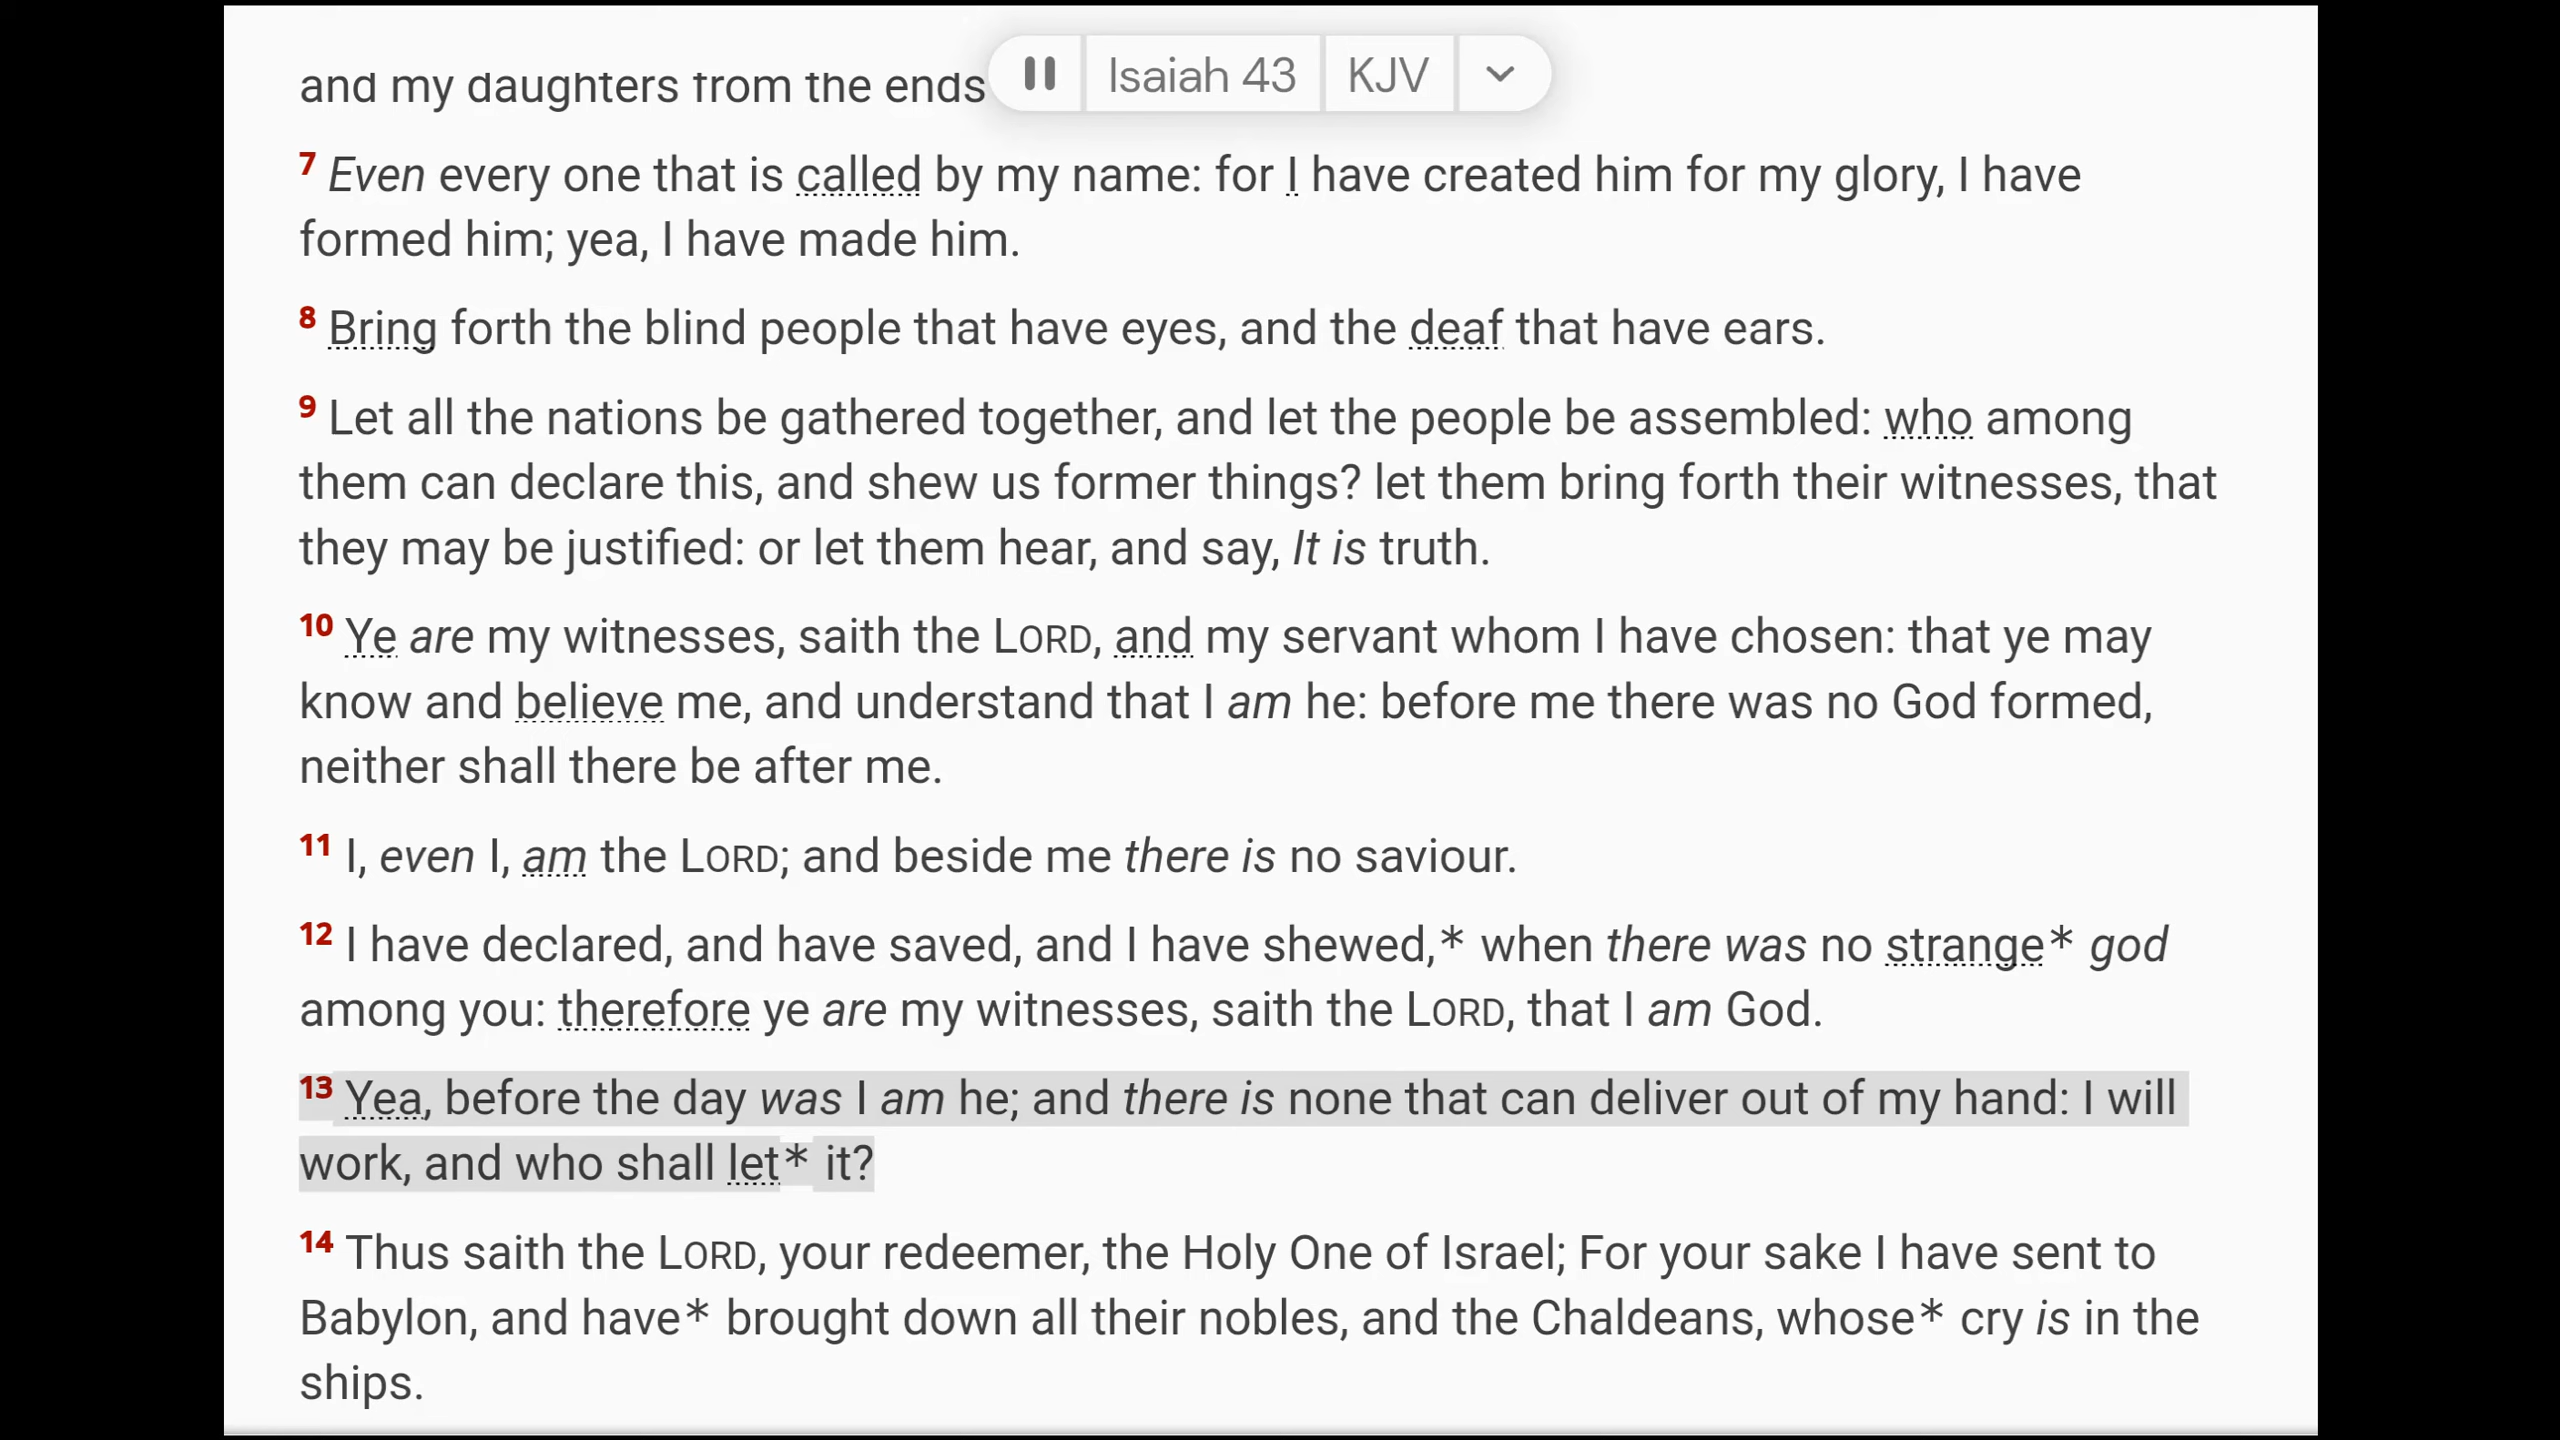 Isaiah 43 KJV
and my daughters from the ends
7 Even every one that is called by my name: for I have created him for my glory, I have
formed him; yea, I have made him.
8 Bring forth the blind people that have eyes, and the deaf that have ears.
9 Let all the nations be gathered together, and let the people be assembled: who among
them can declare this, and shew us former things? let them bring forth their witnesses, that
they may be justified: or let them hear, and say, It is truth.
10 Ye are my witnesses, saith the LORD, and my servant whom I have chosen: that ye may
know and believe me, and understand that I am he: before me there was no God formed,
neither shall there be after me.
11 I, even I, am the LORD; and beside me there is no saviour.
12 I have declared, and have saved, and I have shewed,* when there was no strange* god
among you: therefore ye are my witnesses, saith the LORD, that I am God.
13 Yea, before the day was I am he; and there is none that can deliver out of my hand: I will
work, and who shall let* it?
14 Thus saith the LORD, your redeemer, the Holy One of Israel; For your sake I have sent to
Babylon, and have* brought down all their nobles, and the Chaldeans, whose* cry is in the
ships.